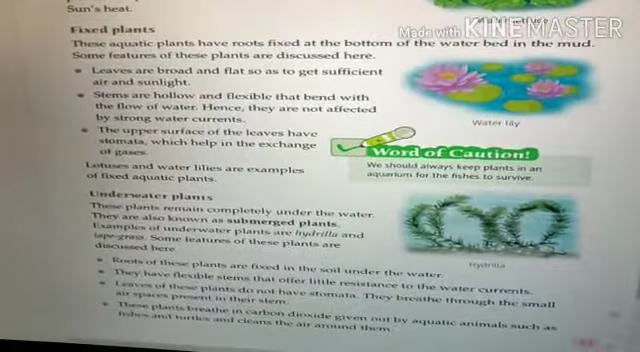 Sun's heat.
Made with KINEMASTER
Fixed plants
These aquatic plants have roots fixed at the bottom of the water bed in the mud.
Some features of these plants are discussed here.
Leaves are broad and flat so as to get sufficient
air and sunlight.
Stems are hollow and flexible that bend with
the flow of water. Hence, they are not affected
by strong water currents.
The upper surface of the leaves have
stomata, which help in the exchange
of gases.
Lotuses and water lilies are examples
of fixed aquatic plants.
Water lily
Word of Caution!
We should always keep plants in an
aquarium for the fishes to survive.
Underwater plants
These plants remain completely under the water.
They are also known as submerged plants.
Examples of underwater plants are hydrilla and
tape-grass. Some features of these plants are
discussed here.
Hydrilla
Roots of these plants are fixed in the soil under the water.
They have flexible stems that offer little resistance to the water currents.
Leaves of these plants do not have stomata. They breathe through the small
air spaces present in their stem.
These plants breathe in carbon dioxide given out by aquatic animals such as
fishes and turtles and cleans the air around them.